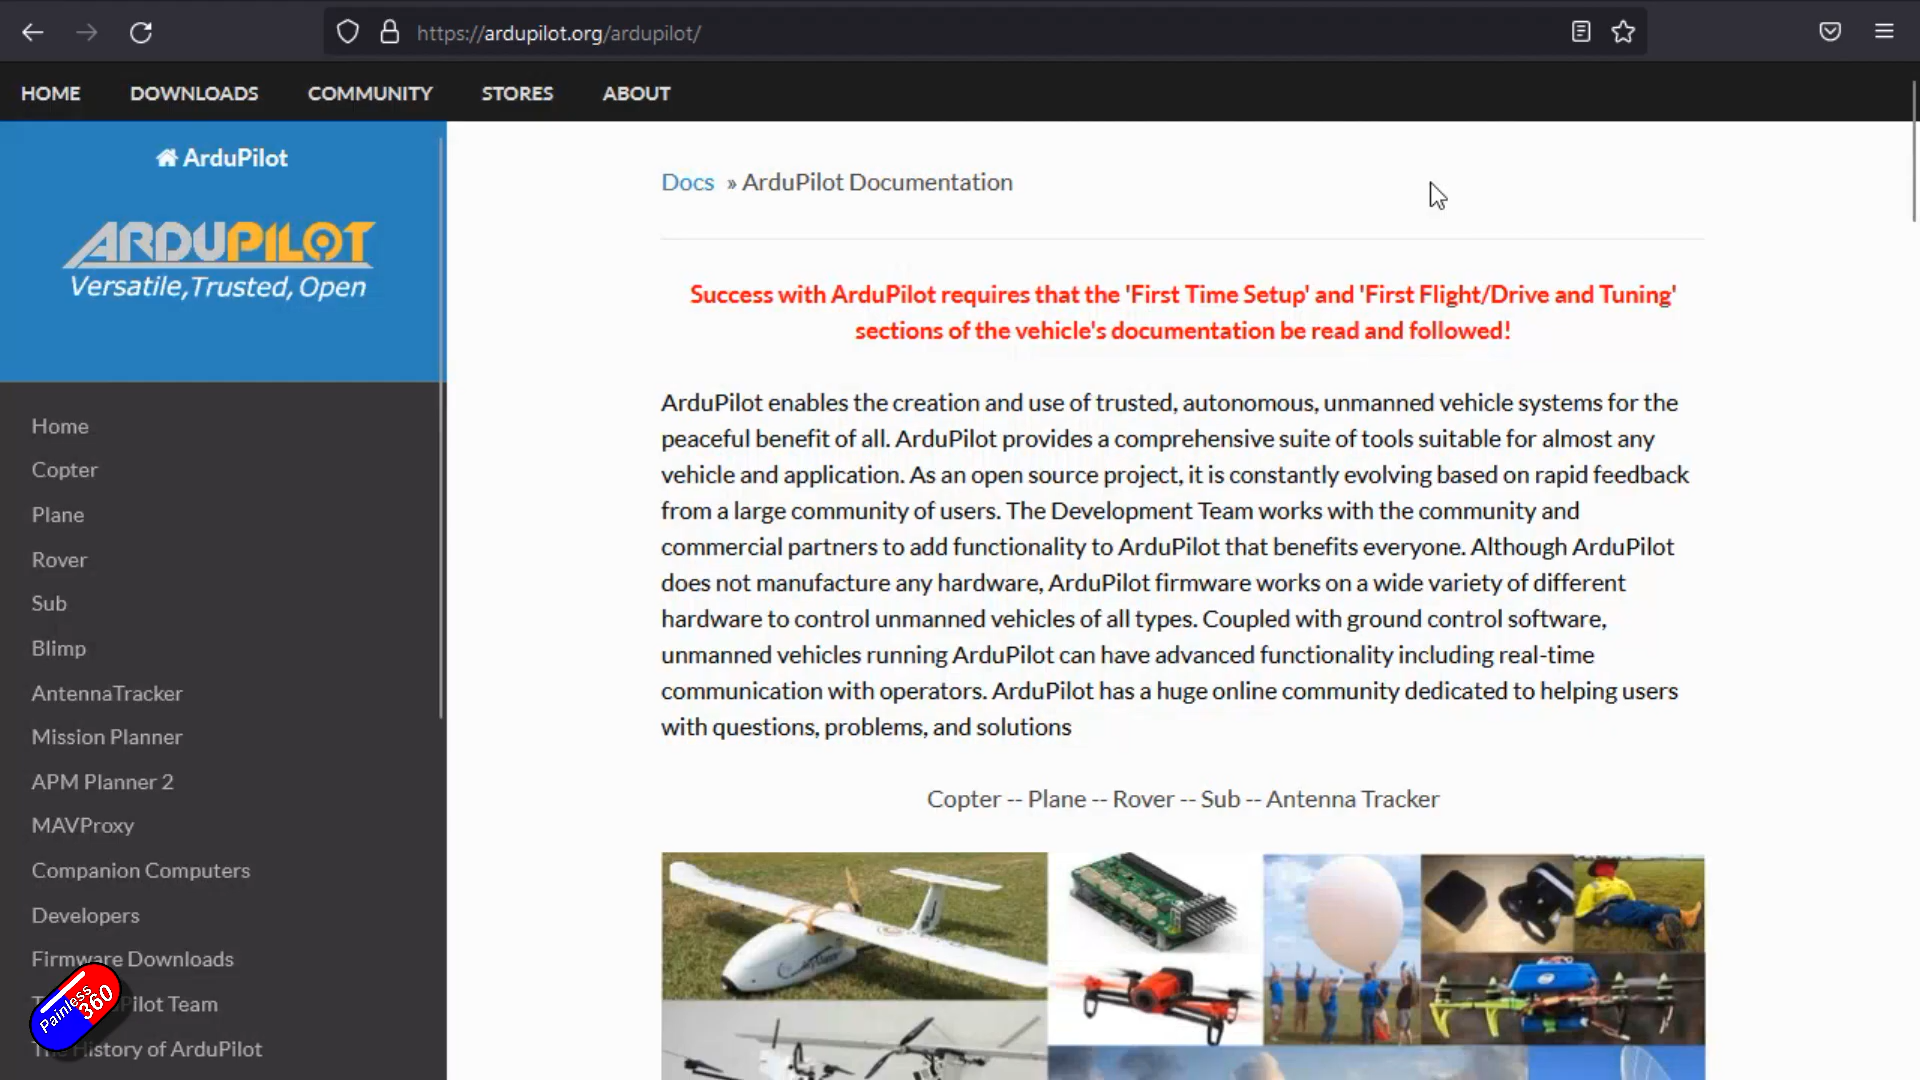 https://ardupilot.org/ardupilot/
HOME DOWNLOADS COMMUNITY STORES ABOUT
ArduPilot
ARDUPILOT
Versatile,Trusted, Open
Home
Copter
Plane
Rover
Sub
Blimp
AntennaTracker
Mission Planner
APM Planner 2
MAVProxy
Companion Computers
Developers
Firmware Downloads
Pilot Team
The History of ArduPilot
Painless
360
Docs » ArduPilot Documentation
Success with ArduPilot requires that the 'First Time Setup' and 'First Flight/Drive and Tuning'
sections of the vehicle's documentation be read and followed!
ArduPilot enables the creation and use of trusted, autonomous, unmanned vehicle systems for the
peaceful benefit of all. ArduPilot provides a comprehensive suite of tools suitable for almost any
vehicle and application. As an open source project, it is constantly evolving based on rapid feedback
from a large community of users. The Development Team works with the community and
commercial partners to add functionality to ArduPilot that benefits everyone. Although ArduPilot
does not manufacture any hardware, ArduPilot firmware works on a wide variety of different
hardware to control unmanned vehicles of all types. Coupled with ground control software,
unmanned vehicles running ArduPilot can have advanced functionality including real-time
communication with operators. ArduPilot has a huge online community dedicated to helping users
with questions, problems, and solutions
Copter -- Plane -- Rover -- Sub -- Antenna Tracker